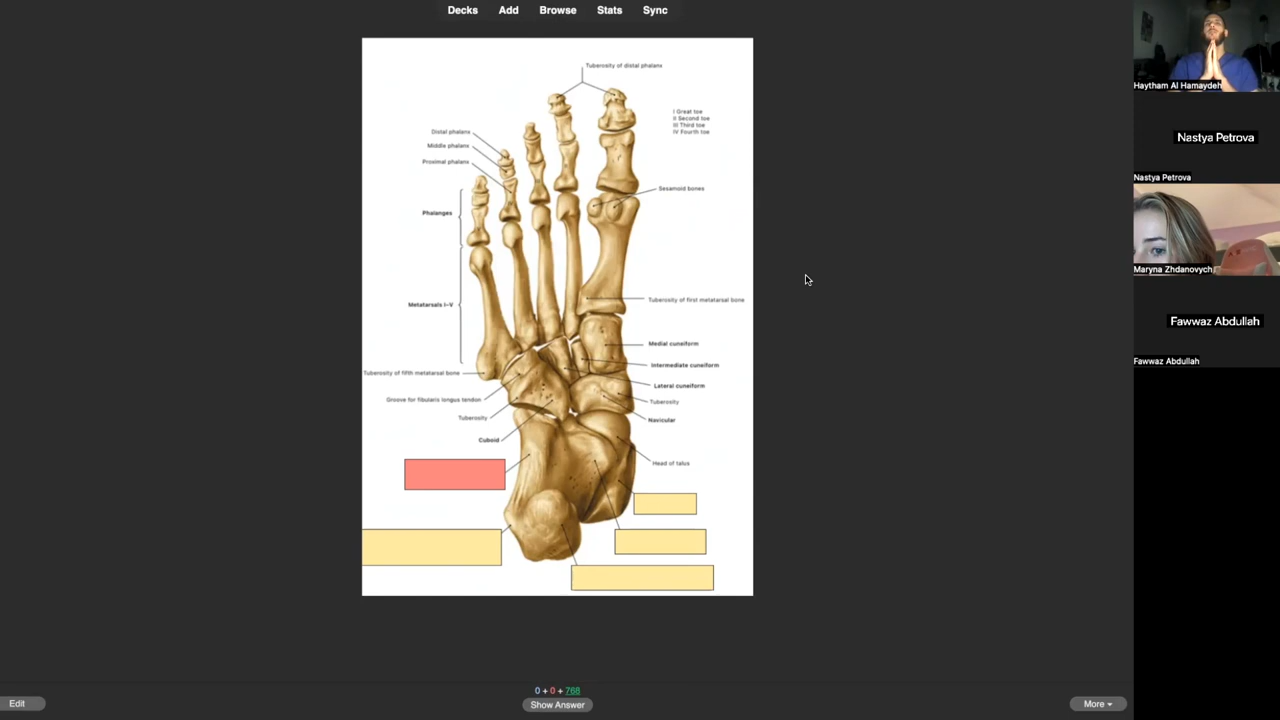 Decks Add Browse Stats Sync
Tuberosity of distal phalanx
I Great toe
II Second toe
III Third toe
IV Fourth toe
Distal phalanx
Middle phalanx
Proximal phalanx
Sesamoid bones
Phalanges
Tuberosity of first metatarsal bone
Metatarsals I–V
Medial cuneiform
Intermediate cuneiform
Tuberosity of fifth metatarsal bone
Lateral cuneiform
Groove for fibularis longus tendon
Tuberosity
Tuberosity
Navicular
Cuboid
Head of talus
0 + 0 + 768
Edit
Show Answer
More
Haytham Al Hamaydeh
Nastya Petrova
Nastya Petrova
Maryna Zhdanovych
Fawwaz Abdullah
Fawwaz Abdullah